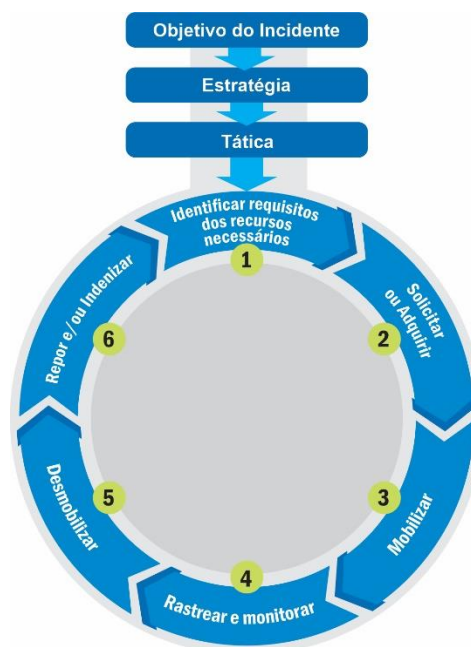 Objetivo do Incidente
Estratégia
Tática
Identificar requisitos
dos recursos
necessários
1
Solicitar
ou Adquirir
2
3
Mobilizar
4
Rastrear e monitorar
5
Desmobilizar
6
Repor e/ou Indenizar